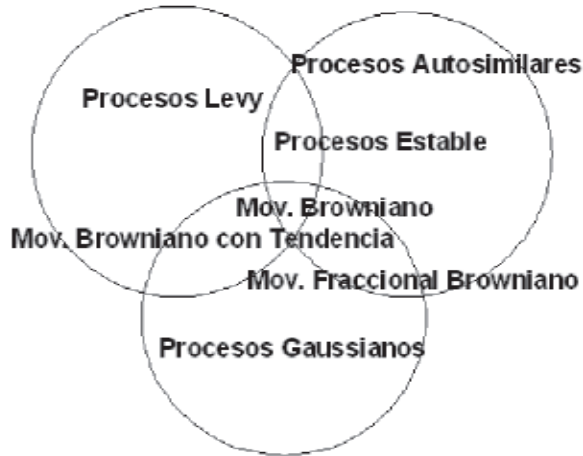 Procesos Autosimilares
Procesos Levy
Procesos Estable
Mov. Browniano
Mov. Browniano con Tendencia
Mov. Fraccional Browniano
Procesos Gaussianos